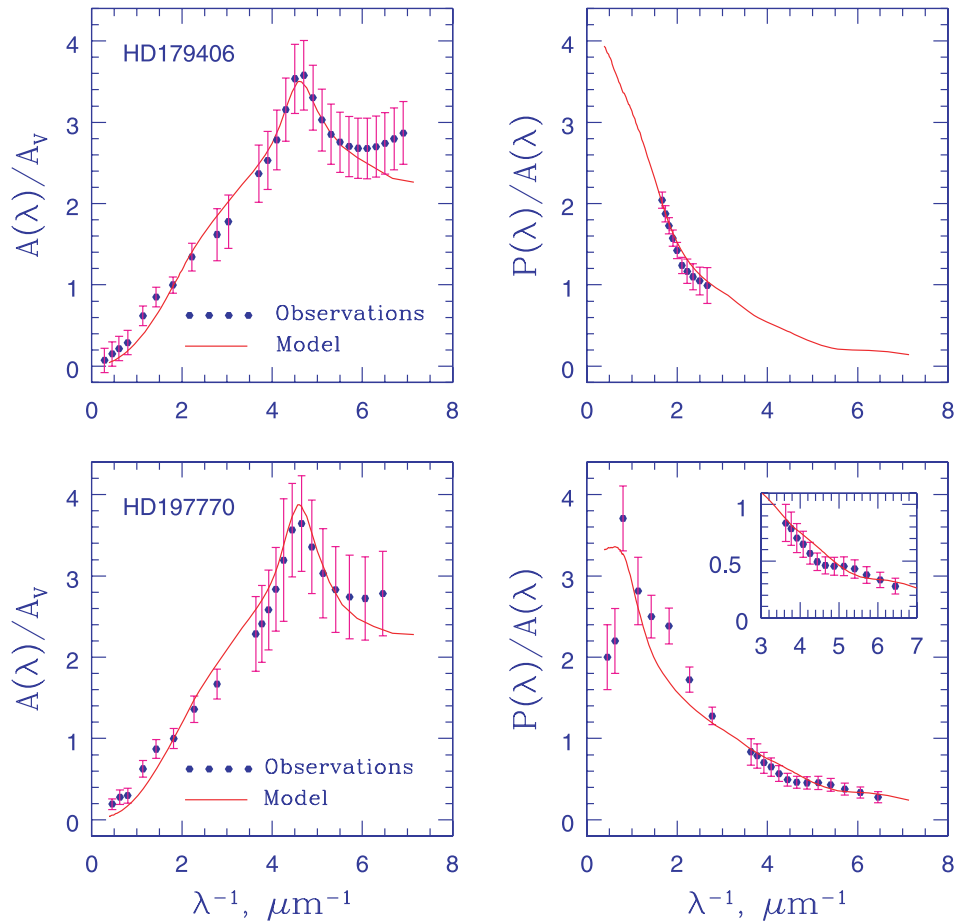 A(λ)/A_V
4
3
2
1
0
HD179406
Observations
Model
0 2 4 6 8
P(λ)/A(λ)
4
3
2
1
0
0 2 4 6 8
A(λ)/A_V
4
3
2
1
0
HD197770
Observations
Model
0 2 4 6 8
λ⁻¹, μm⁻¹
P(λ)/A(λ)
4
3
2
1
0
1
0.5
0
3 4 5 6 7
0 2 4 6 8
λ⁻¹, μm⁻¹